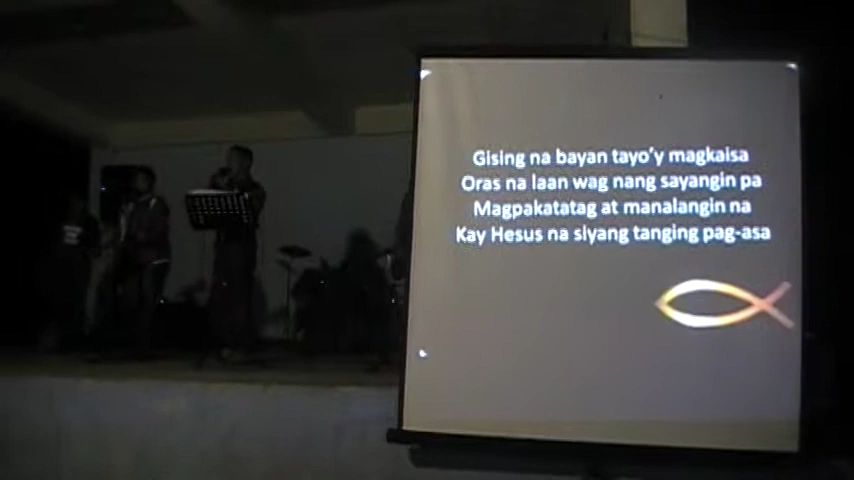 Gising na bayan tayo'y magkaisa
Oras na laan wag nang sayangin pa
Magpakatatag at manalangin na
Kay Hesus na siyang tanging pag-asa